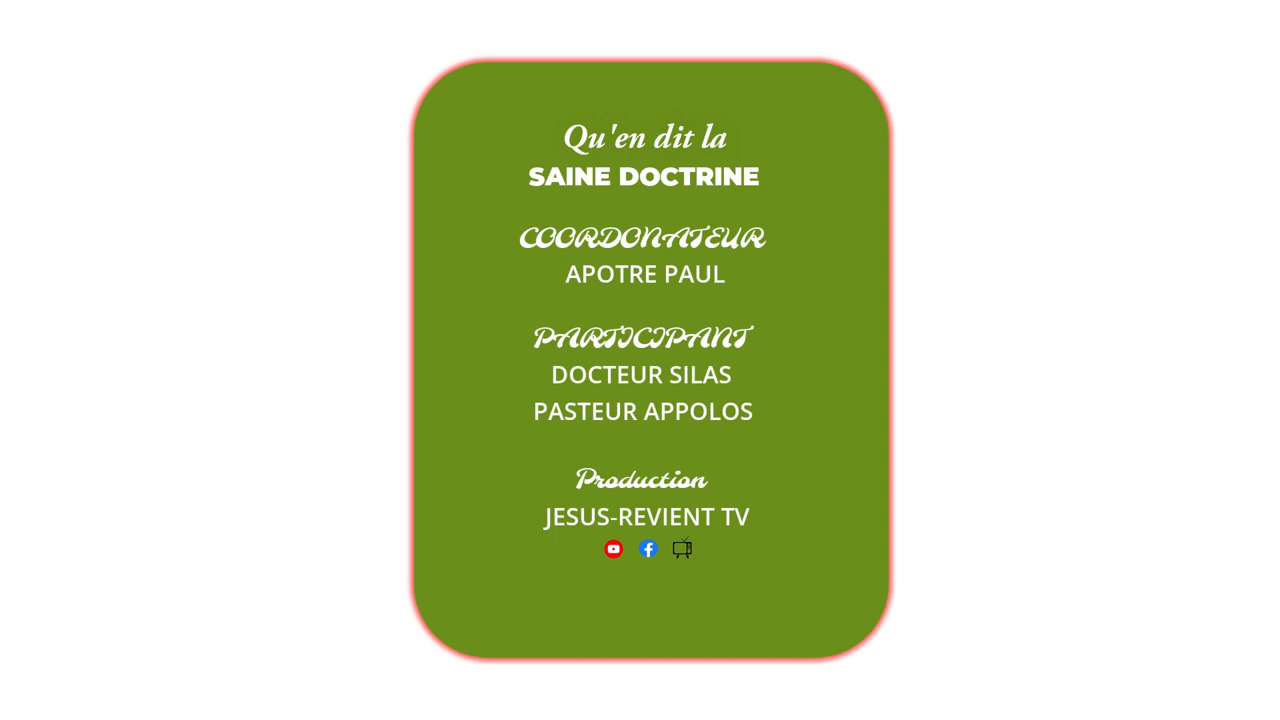 Qu'en dit la
SAINE DOCTRINE
COORDONATEUR
APOTRE PAUL
PARTICIPANT
DOCTEUR SILAS
PASTEUR APPOLOS
Production
JESUS-REVIENT TV